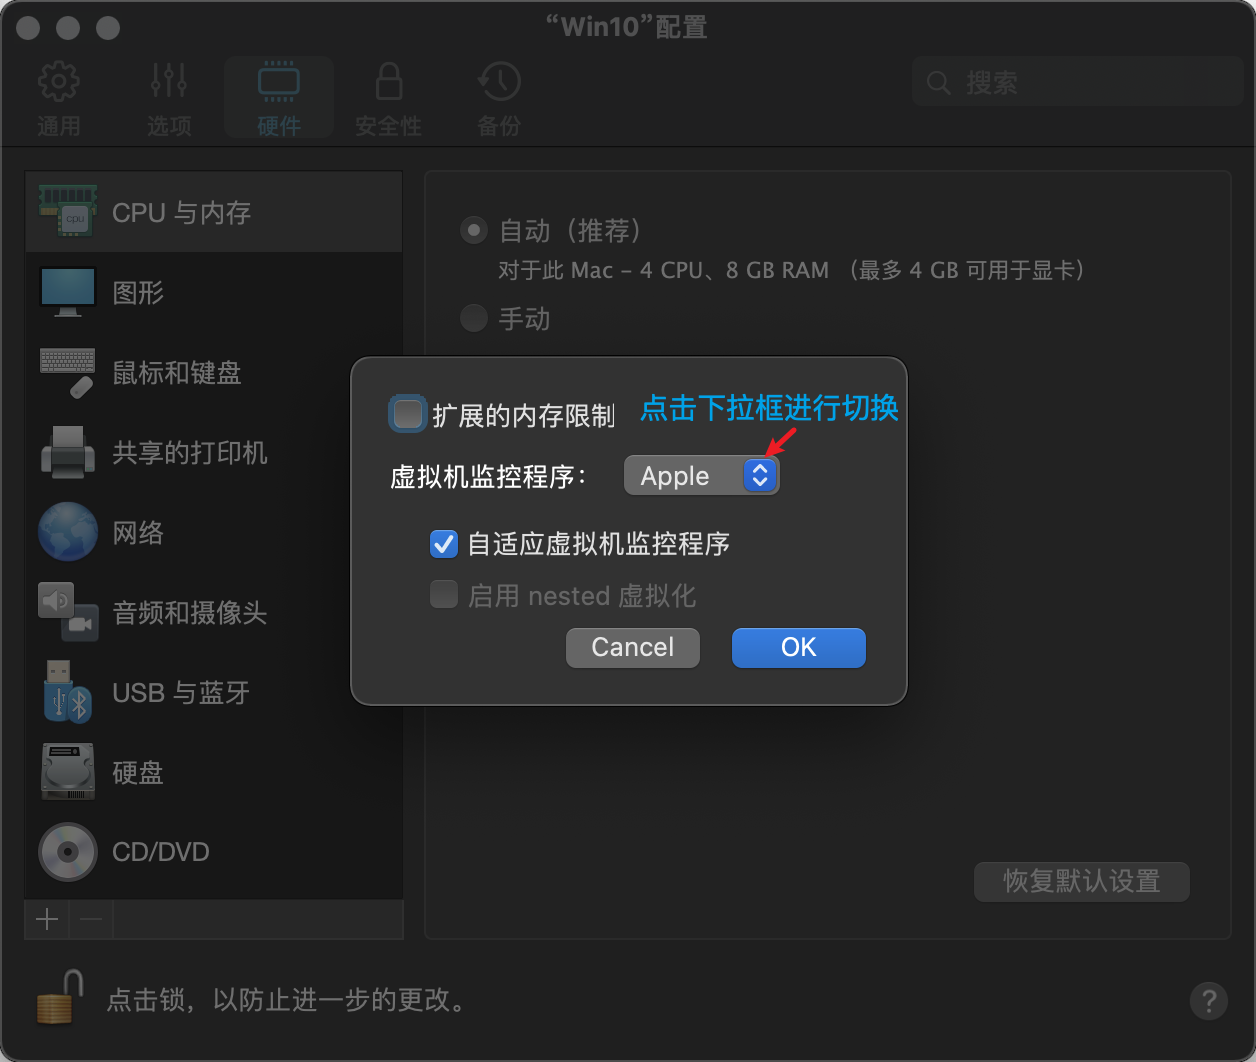 “Win10”配置
通用
选项
硬件
安全性
备份
搜索
CPU 与内存
cpu
图形
鼠标和键盘
共享的打印机
网络
音频和摄像头
USB 与蓝牙
硬盘
CD/DVD
自动（推荐）
对于此 Mac – 4 CPU、8 GB RAM （最多 4 GB 可用于显卡）
手动
扩展的内存限制
点击下拉框进行切换
虚拟机监控程序：
Apple
自适应虚拟机监控程序
启用 nested 虚拟化
Cancel
OK
恢复默认设置
点击锁，以防止进一步的更改。
?